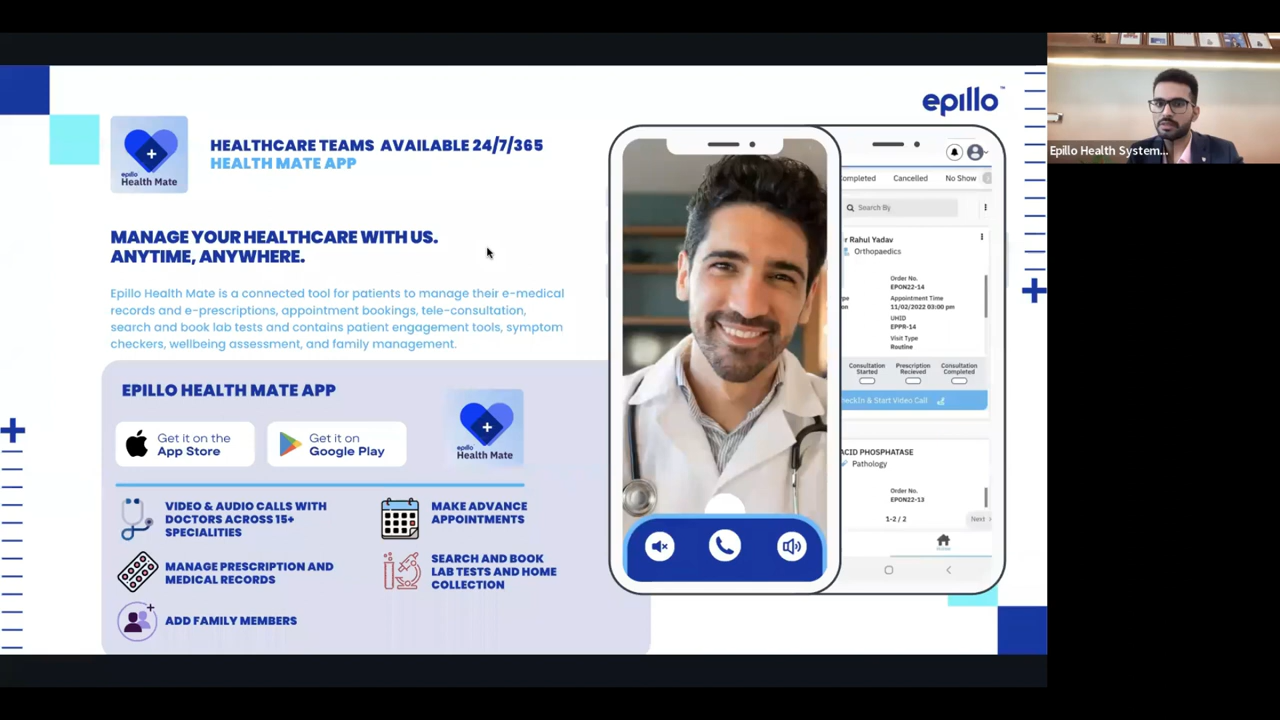 epillo™
epillo
Health Mate
HEALTHCARE TEAMS AVAILABLE 24/7/365
HEALTH MATE APP
MANAGE YOUR HEALTHCARE WITH US.
ANYTIME, ANYWHERE.
Epillo Health Mate is a connected tool for patients to manage their e-medical
records and e-prescriptions, appointment bookings, tele-consultation,
search and book lab tests and contains patient engagement tools, symptom
checkers, wellbeing assessment, and family management.
EPILLO HEALTH MATE APP
Get it on the
App Store
Get it on
Google Play
epillo
Health Mate
VIDEO & AUDIO CALLS WITH
DOCTORS ACROSS 15+
SPECIALITIES
MAKE ADVANCE
APPOINTMENTS
MANAGE PRESCRIPTION AND
MEDICAL RECORDS
SEARCH AND BOOK
LAB TESTS AND HOME
COLLECTION
ADD FAMILY MEMBERS
ompleted Cancelled No Show
Search By
r Rahul Yadav
Orthopaedics
Order No.
EPON22-14
Appointment Time
11/02/2022 03:00 pm
UHID
EPPR-14
Visit Type
Routine
Consultation Started
Prescription Recieved
Consultation Completed
heckIn & Start Video Call
ACID PHOSPHATASE
Pathology
Order No.
EPON22-13
1-2 / 2
Next
Home
Epillo Health System...